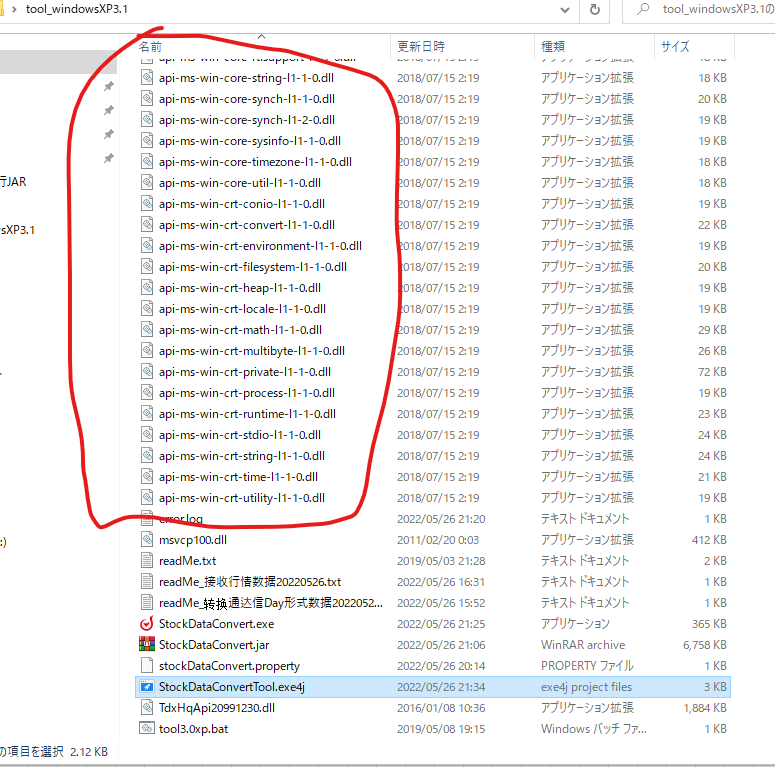 tool_windowsXP3.1
tool_windowsXP3.1の
名前 更新日時 種類 サイズ
api-ms-win-core-string-l1-1-0.dll 2018/07/15 2:19 アプリケーション拡張 18 KB
api-ms-win-core-synch-l1-1-0.dll 2018/07/15 2:19 アプリケーション拡張 20 KB
api-ms-win-core-synch-l1-2-0.dll 2018/07/15 2:19 アプリケーション拡張 19 KB
api-ms-win-core-sysinfo-l1-1-0.dll 2018/07/15 2:19 アプリケーション拡張 19 KB
api-ms-win-core-timezone-l1-1-0.dll 2018/07/15 2:19 アプリケーション拡張 18 KB
行JAR api-ms-win-core-util-l1-1-0.dll 2018/07/15 2:19 アプリケーション拡張 18 KB
api-ms-win-crt-conio-l1-1-0.dll 2018/07/15 2:19 アプリケーション拡張 19 KB
wsXP3.1 api-ms-win-crt-convert-l1-1-0.dll 2018/07/15 2:19 アプリケーション拡張 22 KB
api-ms-win-crt-environment-l1-1-0.dll 2018/07/15 2:19 アプリケーション拡張 19 KB
api-ms-win-crt-filesystem-l1-1-0.dll 2018/07/15 2:19 アプリケーション拡張 20 KB
api-ms-win-crt-heap-l1-1-0.dll 2018/07/15 2:19 アプリケーション拡張 19 KB
api-ms-win-crt-locale-l1-1-0.dll 2018/07/15 2:19 アプリケーション拡張 19 KB
api-ms-win-crt-math-l1-1-0.dll 2018/07/15 2:19 アプリケーション拡張 29 KB
api-ms-win-crt-multibyte-l1-1-0.dll 2018/07/15 2:19 アプリケーション拡張 26 KB
api-ms-win-crt-private-l1-1-0.dll 2018/07/15 2:19 アプリケーション拡張 72 KB
api-ms-win-crt-process-l1-1-0.dll 2018/07/15 2:19 アプリケーション拡張 19 KB
api-ms-win-crt-runtime-l1-1-0.dll 2018/07/15 2:19 アプリケーション拡張 23 KB
api-ms-win-crt-stdio-l1-1-0.dll 2018/07/15 2:19 アプリケーション拡張 24 KB
api-ms-win-crt-string-l1-1-0.dll 2018/07/15 2:19 アプリケーション拡張 24 KB
api-ms-win-crt-time-l1-1-0.dll 2018/07/15 2:19 アプリケーション拡張 21 KB
api-ms-win-crt-utility-l1-1-0.dll 2018/07/15 2:19 アプリケーション拡張 19 KB
error.log 2022/05/26 21:20 テキスト ドキュメント 1 KB
:) msvcp100.dll 2011/02/20 0:03 アプリケーション拡張 412 KB
readMe.txt 2019/05/03 21:28 テキスト ドキュメント 2 KB
readMe_接收行情数据20220526.txt 2022/05/26 16:31 テキスト ドキュメント 1 KB
readMe_转换通达信Day形式数据2022052... 2022/05/26 15:52 テキスト ドキュメント 1 KB
StockDataConvert.exe 2022/05/26 21:25 アプリケーション 365 KB
StockDataConvert.jar 2022/05/26 21:06 WinRAR archive 6,758 KB
stockDataConvert.property 2022/05/26 20:14 PROPERTY ファイル 1 KB
StockDataConvertTool.exe4j 2022/05/26 21:34 exe4j project files 3 KB
TdxHqApi20991230.dll 2016/01/08 10:36 アプリケーション拡張 1,884 KB
tool3.0xp.bat 2019/05/08 19:15 Windows バッチ ファ... 1 KB
の項目を選択 2.12 KB